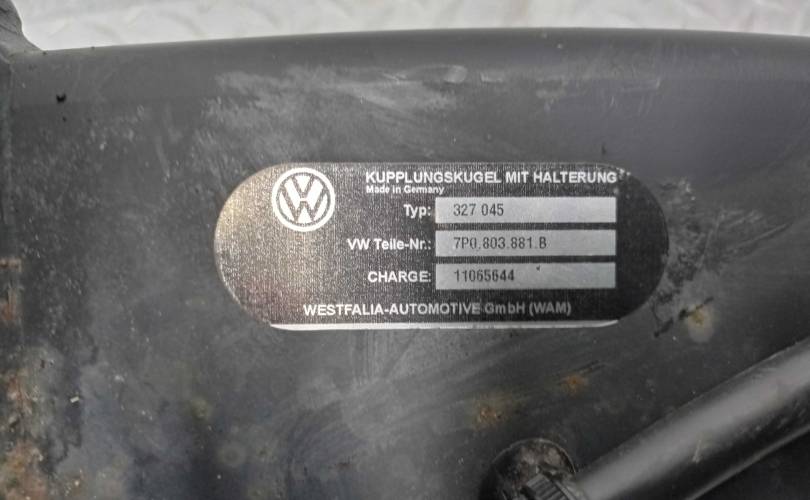 KUPPLUNGSKUGEL MIT HALTERUNG
Made in Germany
Typ: 327 045
VW Teile-Nr.: 7P0.803.881.B
CHARGE: 11065644
WESTFALIA-AUTOMOTIVE GmbH (WAM)